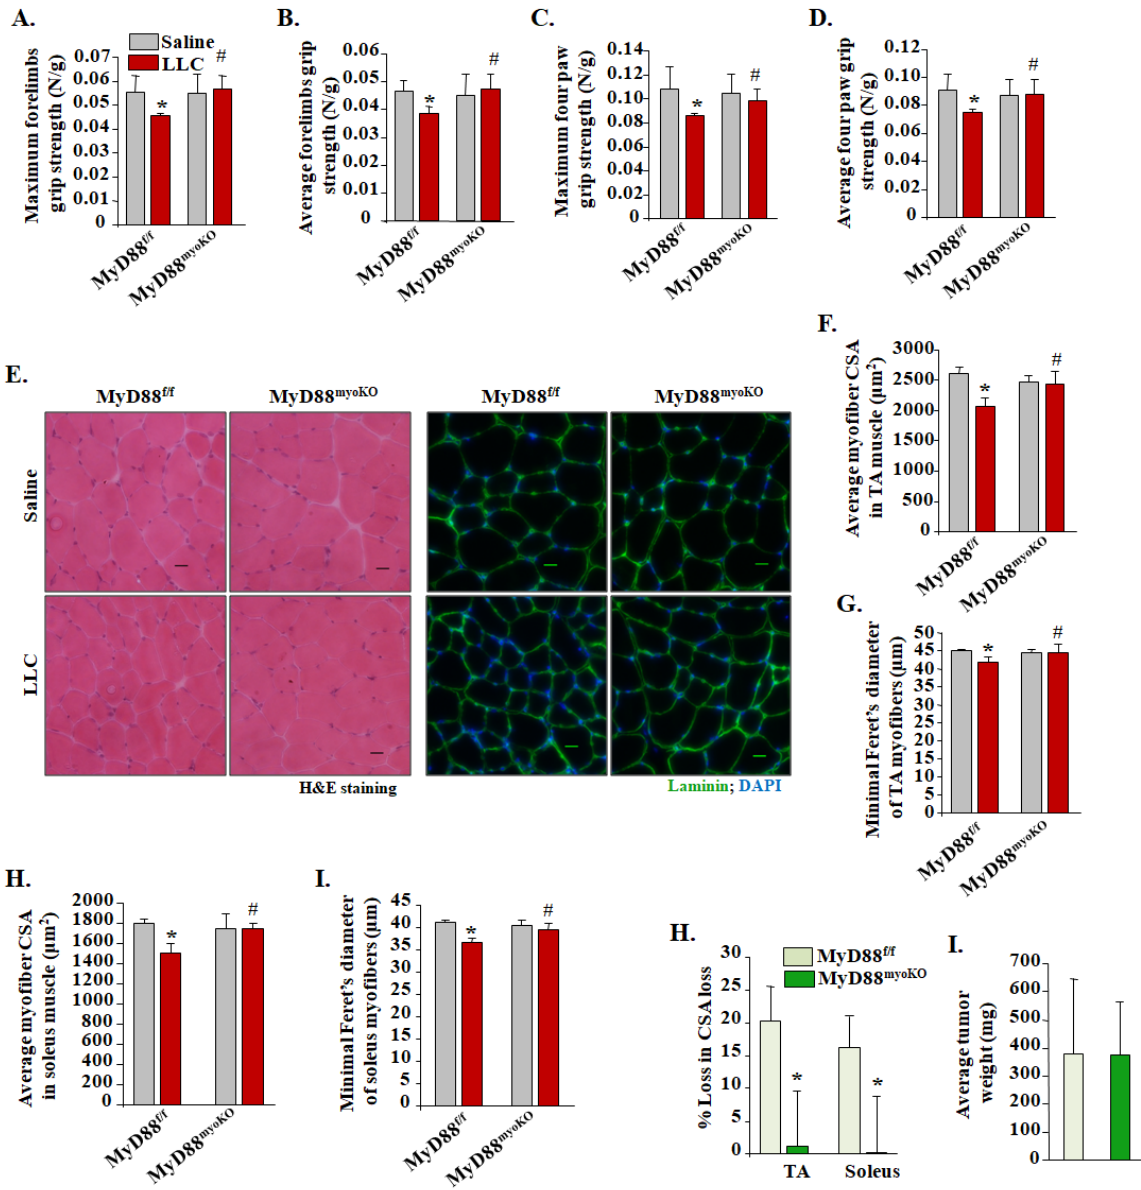 A.
Saline
LLC
Maximum forelimbs
grip strength (N/g)
0.07
0.06
0.05
0.04
0.03
0.02
0.01
0
*
#
MyD88f/f
MyD88myoKO
B.
Average forelimbs grip
strength (N/g)
0.06
0.05
0.04
0.03
0.02
0.01
0
*
#
MyD88f/f
MyD88myoKO
C.
Maximum four paw
grip strength (N/g)
0.14
0.12
0.10
0.08
0.06
0.04
0.02
0
*
#
MyD88f/f
MyD88myoKO
D.
Average four paw grip
strength (N/g)
0.12
0.10
0.08
0.06
0.04
0.02
0
*
#
MyD88f/f
MyD88myoKO
E.
MyD88f/f
MyD88myoKO
MyD88f/f
MyD88myoKO
Saline
LLC
H&E staining
Laminin; DAPI
F.
Average myofiber CSA
in TA muscle (µm2)
3000
2500
2000
1500
1000
500
0
*
#
MyD88f/f
MyD88myoKO
G.
Minimal Feret's diameter
of TA myofibers (µm)
50
45
40
35
30
25
20
15
10
5
0
*
#
MyD88f/f
MyD88myoKO
H.
Average myofiber CSA
in soleus muscle (µm2)
2000
1800
1600
1400
1200
1000
800
600
400
200
0
*
#
MyD88f/f
MyD88myoKO
I.
Minimal Feret's diameter
of soleus myofibers (µm)
45
40
35
30
25
20
15
10
5
0
*
#
MyD88f/f
MyD88myoKO
H.
MyD88f/f
MyD88myoKO
% Loss in CSA loss
30
25
20
15
10
5
0
*
*
TA
Soleus
I.
Average tumor
weight (mg)
700
600
500
400
300
200
100
0